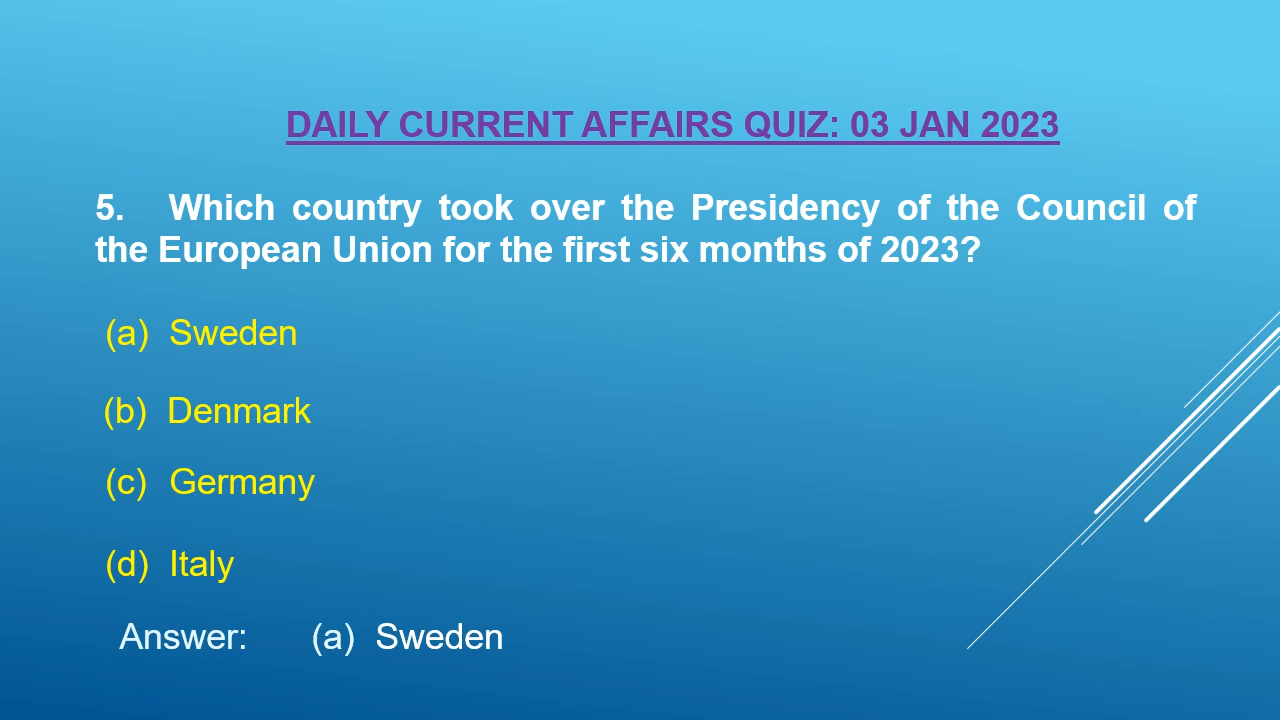 DAILY CURRENT AFFAIRS QUIZ: 03 JAN 2023
5. Which country took over the Presidency of the Council of
the European Union for the first six months of 2023?
(a) Sweden
(b) Denmark
(c) Germany
(d) Italy
Answer: (a) Sweden